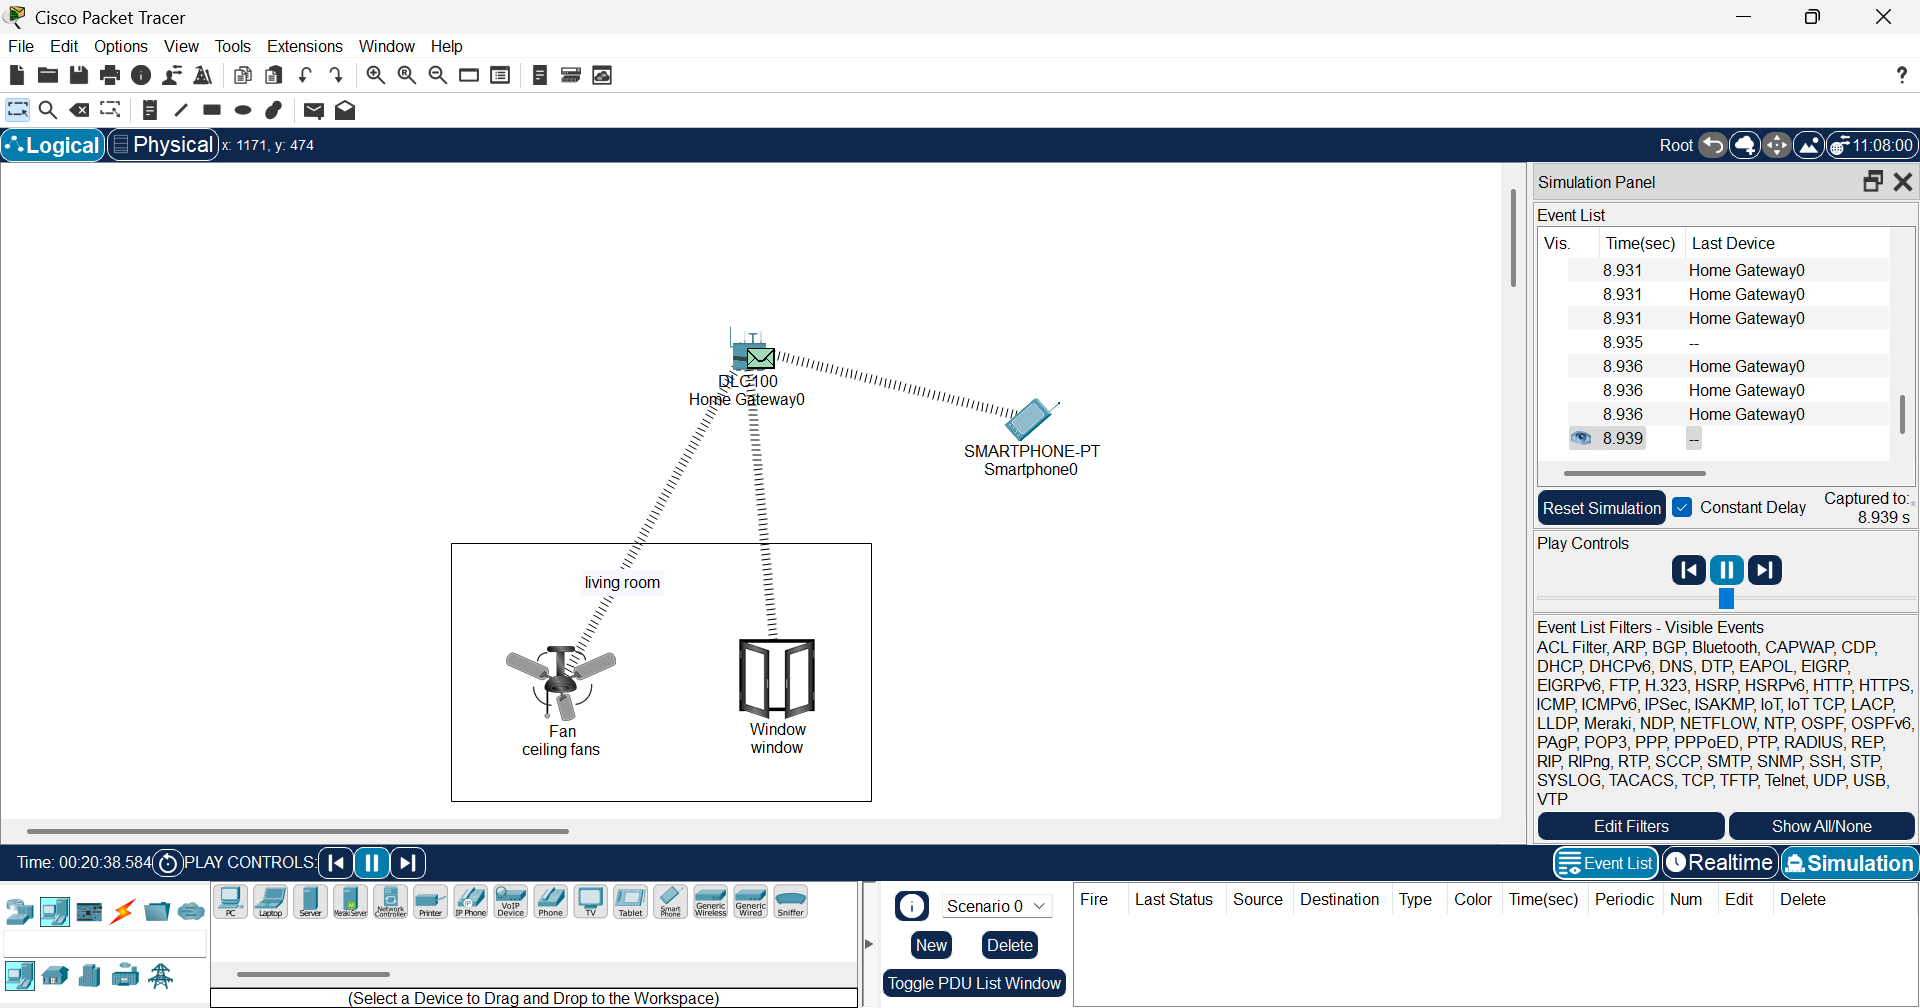 Cisco Packet Tracer
File Edit Options View Tools Extensions Window Help
Logical Physical x: 1171, y: 474 Root 11:08:00
Simulation Panel
Event List
Vis. Time(sec) Last Device
8.931 Home Gateway0
8.931 Home Gateway0
8.931 Home Gateway0
8.935 --
8.936 Home Gateway0
8.936 Home Gateway0
8.936 Home Gateway0
8.939 --
Reset Simulation Constant Delay Captured to:
8.939 s
Play Controls
Event List Filters - Visible Events
ACL Filter, ARP, BGP, Bluetooth, CAPWAP, CDP,
DHCP, DHCPv6, DNS, DTP, EAPOL, EIGRP,
EIGRPv6, FTP, H.323, HSRP, HSRPv6, HTTP, HTTPS,
ICMP, ICMPv6, IPSec, ISAKMP, IoT, IoT TCP, LACP,
LLDP, Meraki, NDP, NETFLOW, NTP, OSPF, OSPFv6,
PAgP, POP3, PPP, PPPoED, PTP, RADIUS, REP,
RIP, RIPng, RTP, SCCP, SMTP, SNMP, SSH, STP,
SYSLOG, TACACS, TCP, TFTP, Telnet, UDP, USB,
VTP
Edit Filters Show All/None
DLC100
Home Gateway0
SMARTPHONE-PT
Smartphone0
living room
Fan
ceiling fans
Window
window
Time: 00:20:38.584 PLAY CONTROLS:
Event List Realtime Simulation
PC Laptop Server Meraki Server Network Controller Printer IP Phone VoIP Device Phone TV Tablet Smart Phone Generic Wireless Generic Wired Sniffer
(Select a Device to Drag and Drop to the Workspace)
Scenario 0
New Delete
Toggle PDU List Window
Fire Last Status Source Destination Type Color Time(sec) Periodic Num Edit Delete